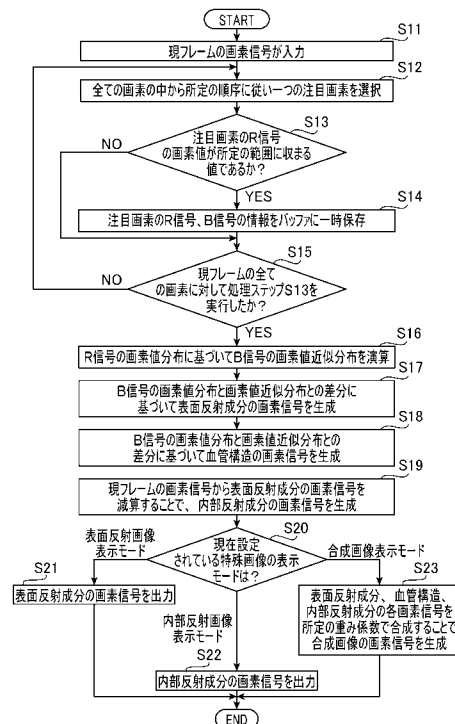 START
S11
現フレームの画素信号が入力
S12
全ての画素の中から所定の順序に従い一つの注目画素を選択
S13
注目画素のR信号
の画素値が所定の範囲に収まる
値であるか?
NO
YES
S14
注目画素のR信号、B信号の情報をバッファに一時保存
S15
現フレームの全て
の画素に対して処理ステップS13を
実行したか?
NO
YES
S16
R信号の画素値分布に基づいてB信号の画素値近似分布を演算
S17
B信号の画素値分布と画素値近似分布との差分に
基づいて表面反射成分の画素信号を生成
S18
B信号の画素値分布と画素値近似分布との
差分に基づいて血管構造の画素信号を生成
S19
現フレームの画素信号から表面反射成分の画素信号を
減算することで、内部反射成分の画素信号を生成
S20
現在設定
されている特殊画像の表示
モードは?
表面反射画像
表示モード
合成画像表示モード
S21
表面反射成分の画素信号を出力
内部反射画像
表示モード
S22
内部反射成分の画素信号を出力
S23
表面反射成分、血管構造、
内部反射成分の各画素信号を
所定の重み係数で合成することで
合成画像の画素信号を生成
END